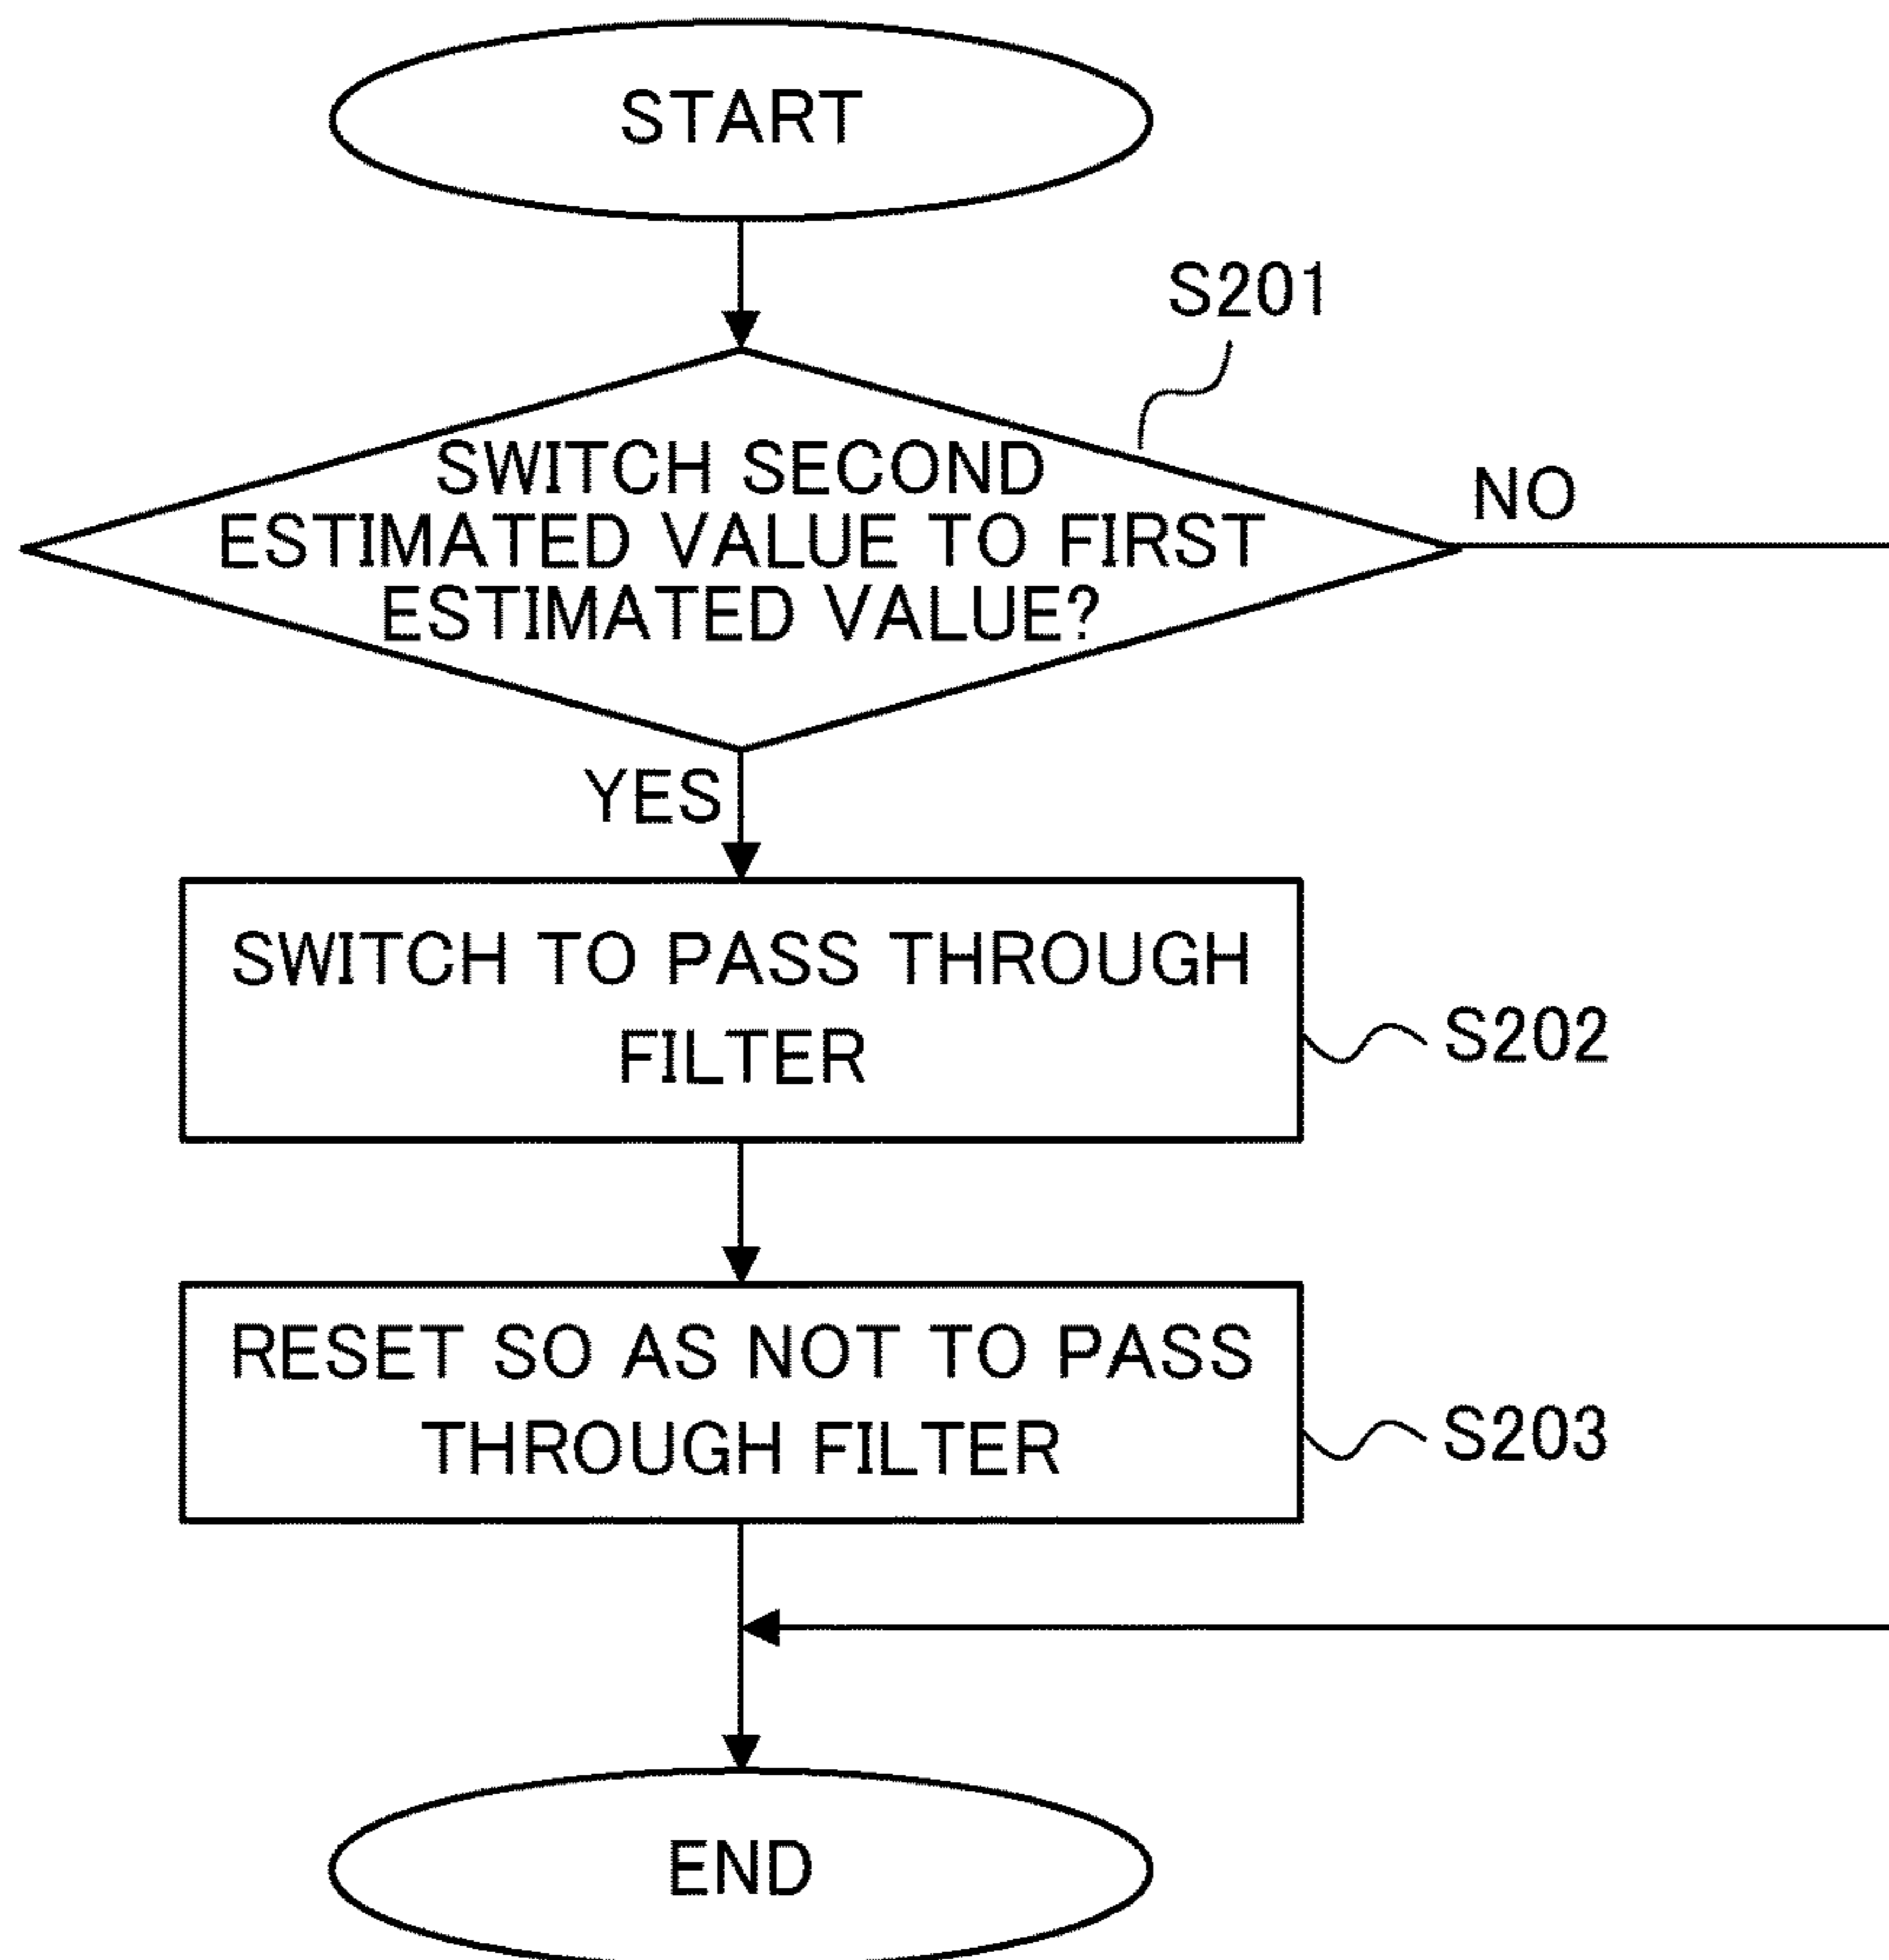 START
S201
SWITCH SECOND
ESTIMATED VALUE TO FIRST
ESTIMATED VALUE?
NO
YES
SWITCH TO PASS THROUGH
FILTER
S202
RESET SO AS NOT TO PASS
THROUGH FILTER
S203
END